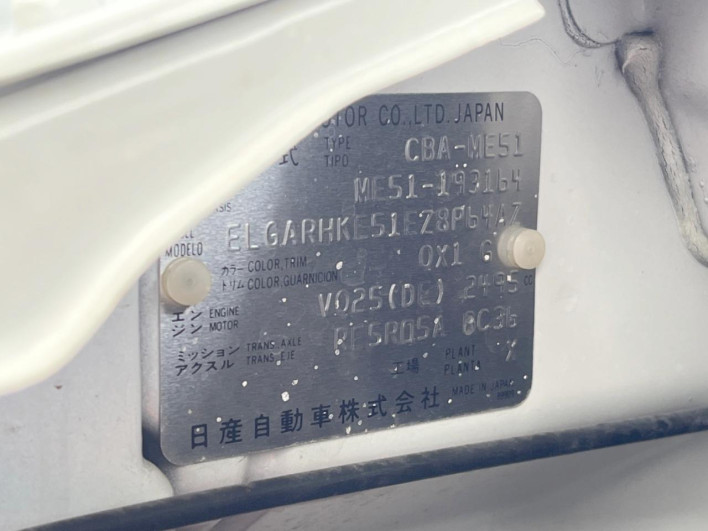 MOTOR CO.,LTD.JAPAN
式 TYPE TIPO CBA-ME51
ME51-193164
MODELO ELGARHKE51EZ8P64AZ
カラー COLOR,TRIM トリム COLOR,GUARNICION QX1 G
エンジン ENGINE MOTOR VQ25(DE) 2495 CC
ミッション アクスル TRANS.AXLE TRANS.EJE RE5R05A 8C36
工場 PLANT PLANTA X
日産自動車株式会社 MADE IN JAPAN